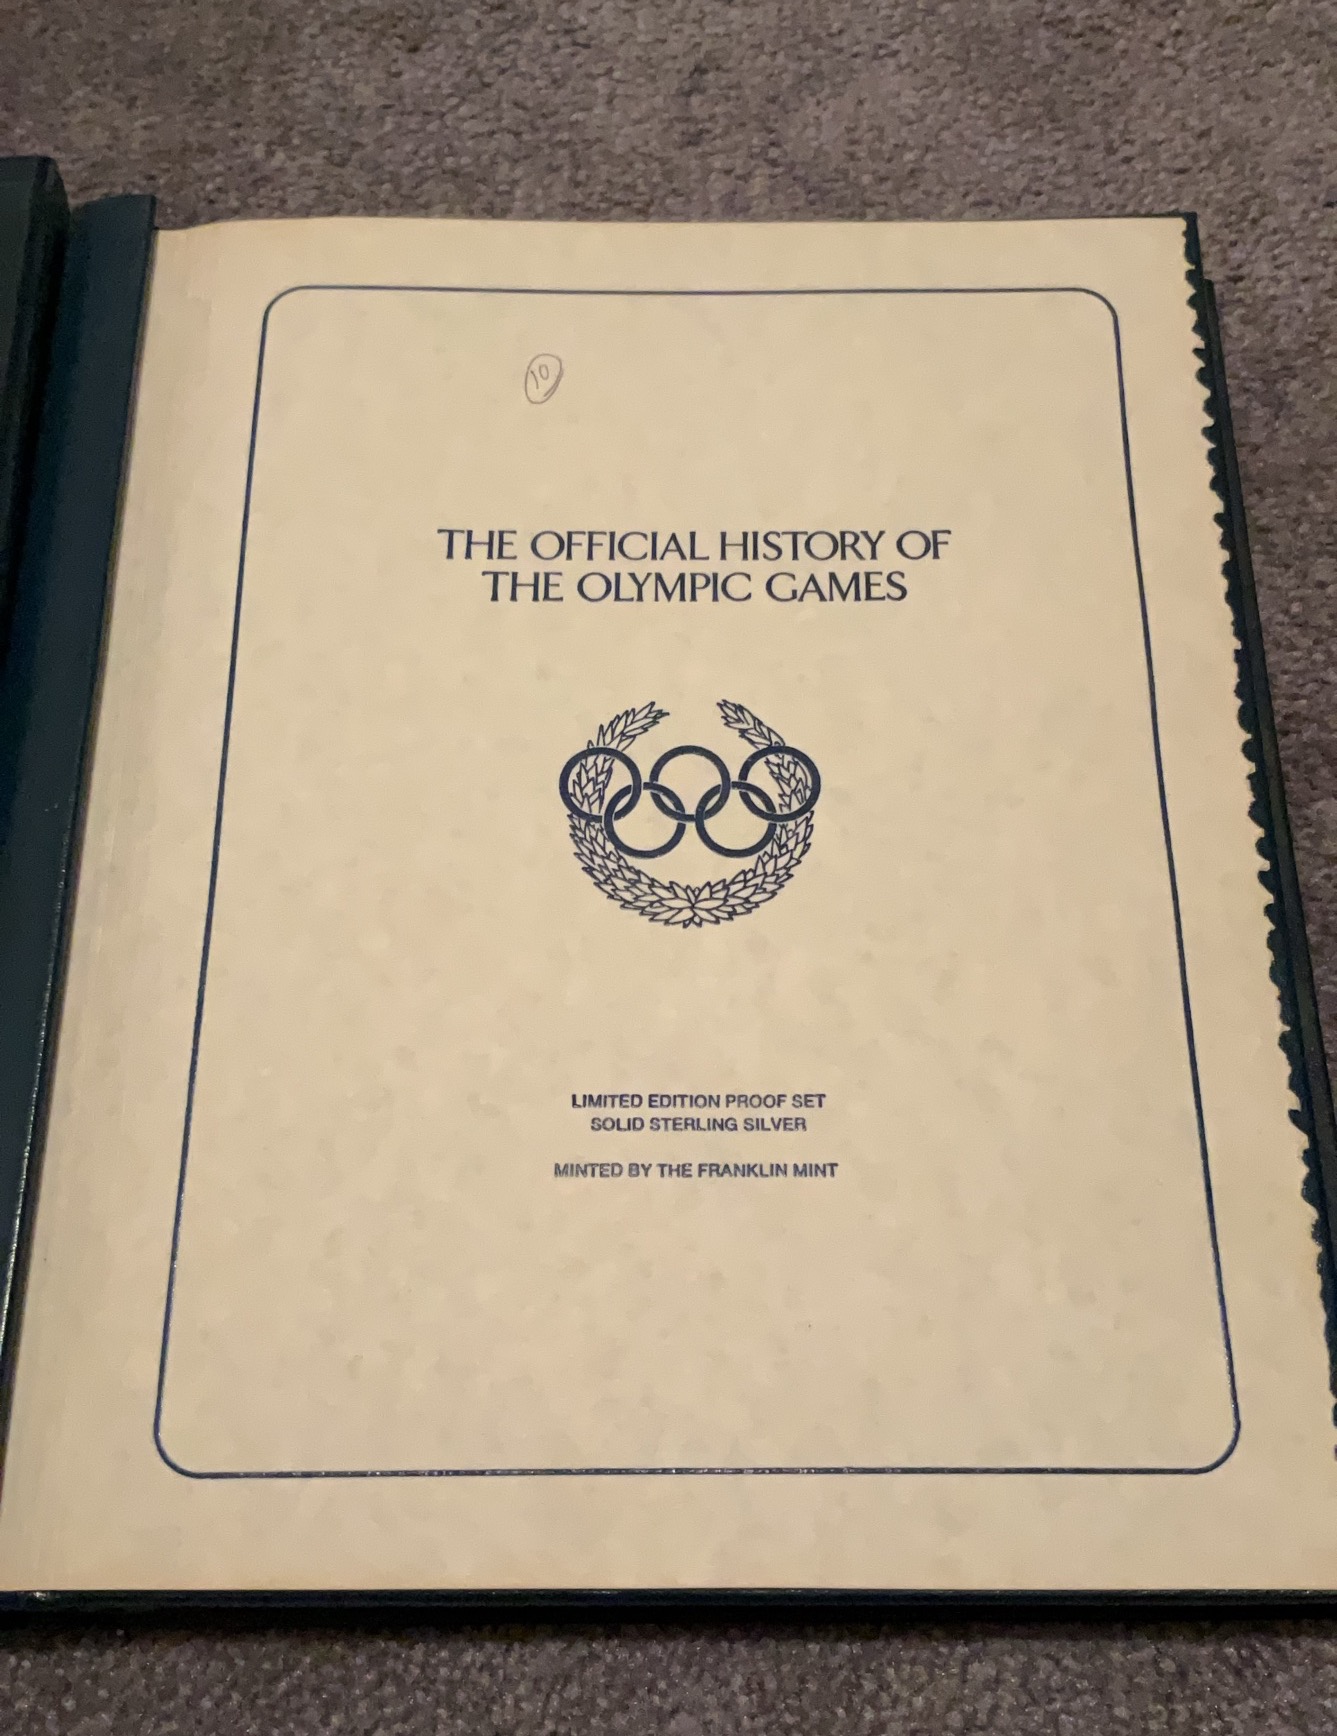 10
THE OFFICIAL HISTORY OF
THE OLYMPIC GAMES
LIMITED EDITION PROOF SET
SOLID STERLING SILVER
MINTED BY THE FRANKLIN MINT